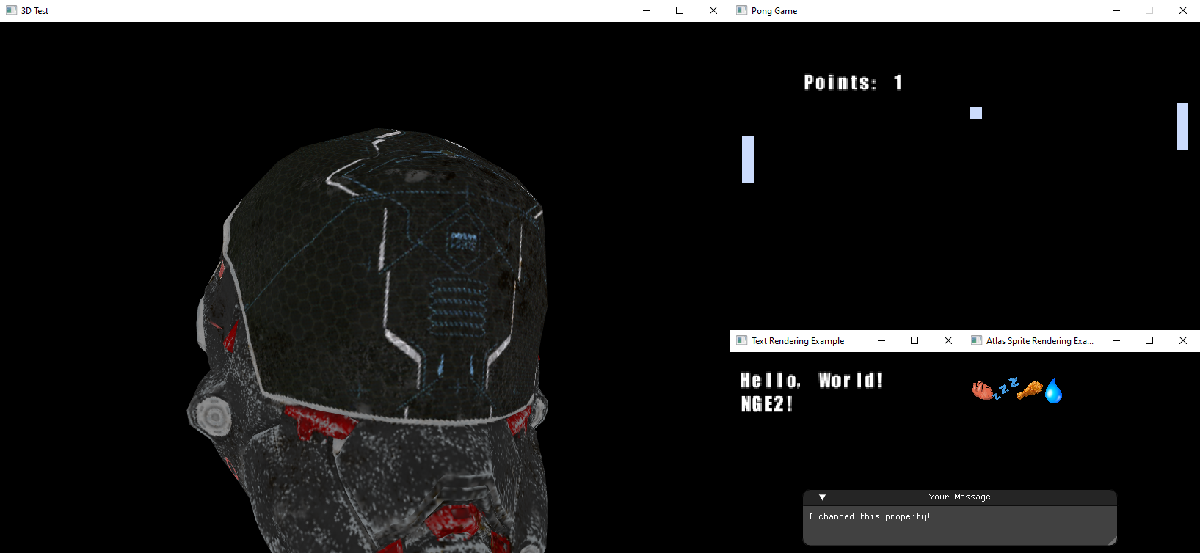 3D Test
Pong Game
Points: 1
Text Rendering Example
Atlas Sprite Rendering Exa...
Hello, World!
NGE2!
Your Message
I changed this property!